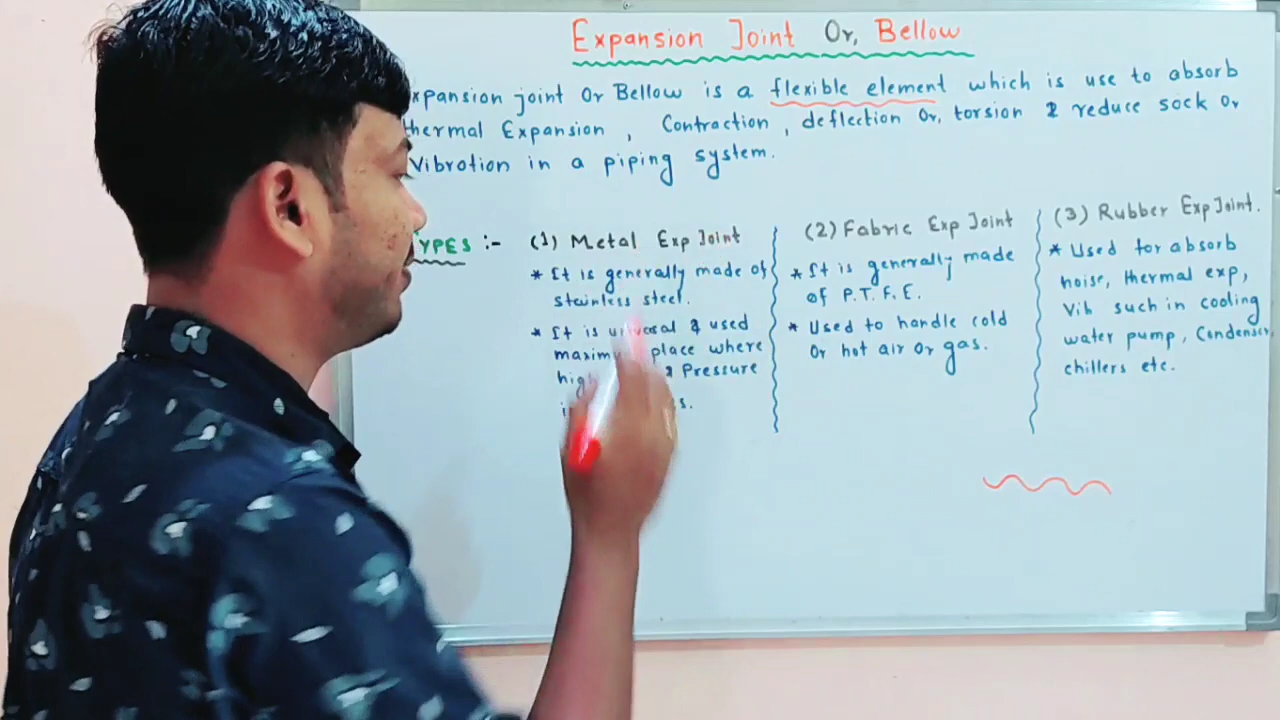 Expansion Joint Or, Bellow
xpansion joint Or Bellow is a flexible element which is use to absorb
hermal Expansion , Contraction , deflection Or, torsion & reduce sock Or
Vibration in a piping system.
TYPES :-
(1) Metal Exp Joint
* It is generally made of
stainless steel.
* It is & used
place where
Pressure
(2) Fabric Exp Joint
* It is generally made
of P.T.F.E.
* Used to handle cold
Or hot air or gas.
(3) Rubber Exp Joint.
* Used for absorb
noise, thermal exp,
Vib such in cooling
water pump, Condenser,
chillers etc.